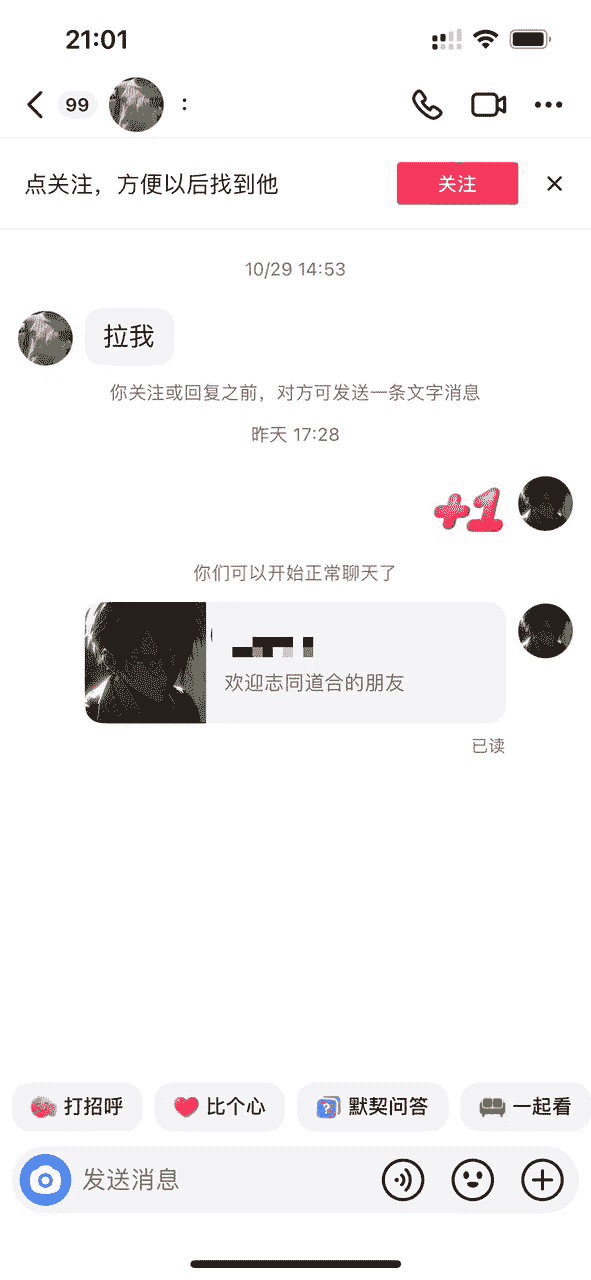 21:01
99
:
点关注，方便以后找到他
关注
10/29 14:53
拉我
你关注或回复之前，对方可发送一条文字消息
昨天 17:28
+1
你们可以开始正常聊天了
欢迎志同道合的朋友
已读
打招呼
比个心
默契问答
一起看
发送消息